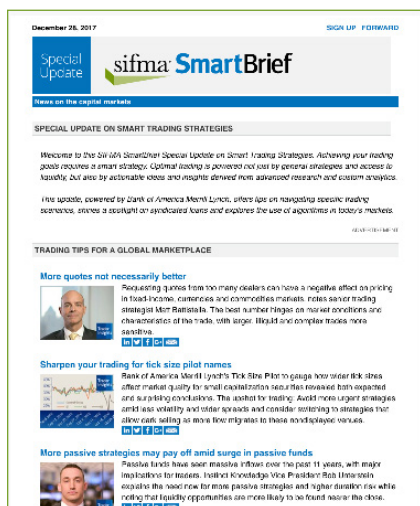 December 28, 2017
SIGN UP FORWARD
Special
Update
sifma SmartBrief
News on the capital markets
SPECIAL UPDATE ON SMART TRADING STRATEGIES
Welcome to this SIFMA SmartBrief Special Update on Smart Trading Strategies. Achieving your trading
goals requires a smart strategy. Optimal trading is powered not just by general strategies and access to
liquidity, but also by actionable ideas and insights derived from advanced research and custom analytics.
This update, powered by Bank of America Merrill Lynch, offers tips on navigating specific trading
scenarios, shines a spotlight on syndicated loans and explores the use of algorithms in today's markets.
ADVERTISEMENT
TRADING TIPS FOR A GLOBAL MARKETPLACE
More quotes not necessarily better
Requesting quotes from too many dealers can have a negative effect on pricing
in fixed-income, currencies and commodities markets, notes senior trading
strategist Matt Battistella. The best number hinges on market conditions and
characteristics of the trade, with larger, illiquid and complex trades more
sensitive.
Sharpen your trading for tick size pilot names
Bank of America Merrill Lynch's Tick Size Pilot to gauge how wider tick sizes
affect market quality for small capitalization securities revealed both expected
and surprising conclusions. The upshot for trading: Avoid more urgent strategies
amid less volatility and wider spreads and consider switching to strategies that
allow dark selling as more flow migrates to these nondisplayed venues.
More passive strategies may pay off amid surge in passive funds
Passive funds have seen massive inflows over the past 11 years, with major
implications for traders. Instinct Knowledge Vice President Bob Unterstein
explains the need now for more passive strategies and higher duration risk while
noting that liquidity opportunities are more likely to be found nearer the close.